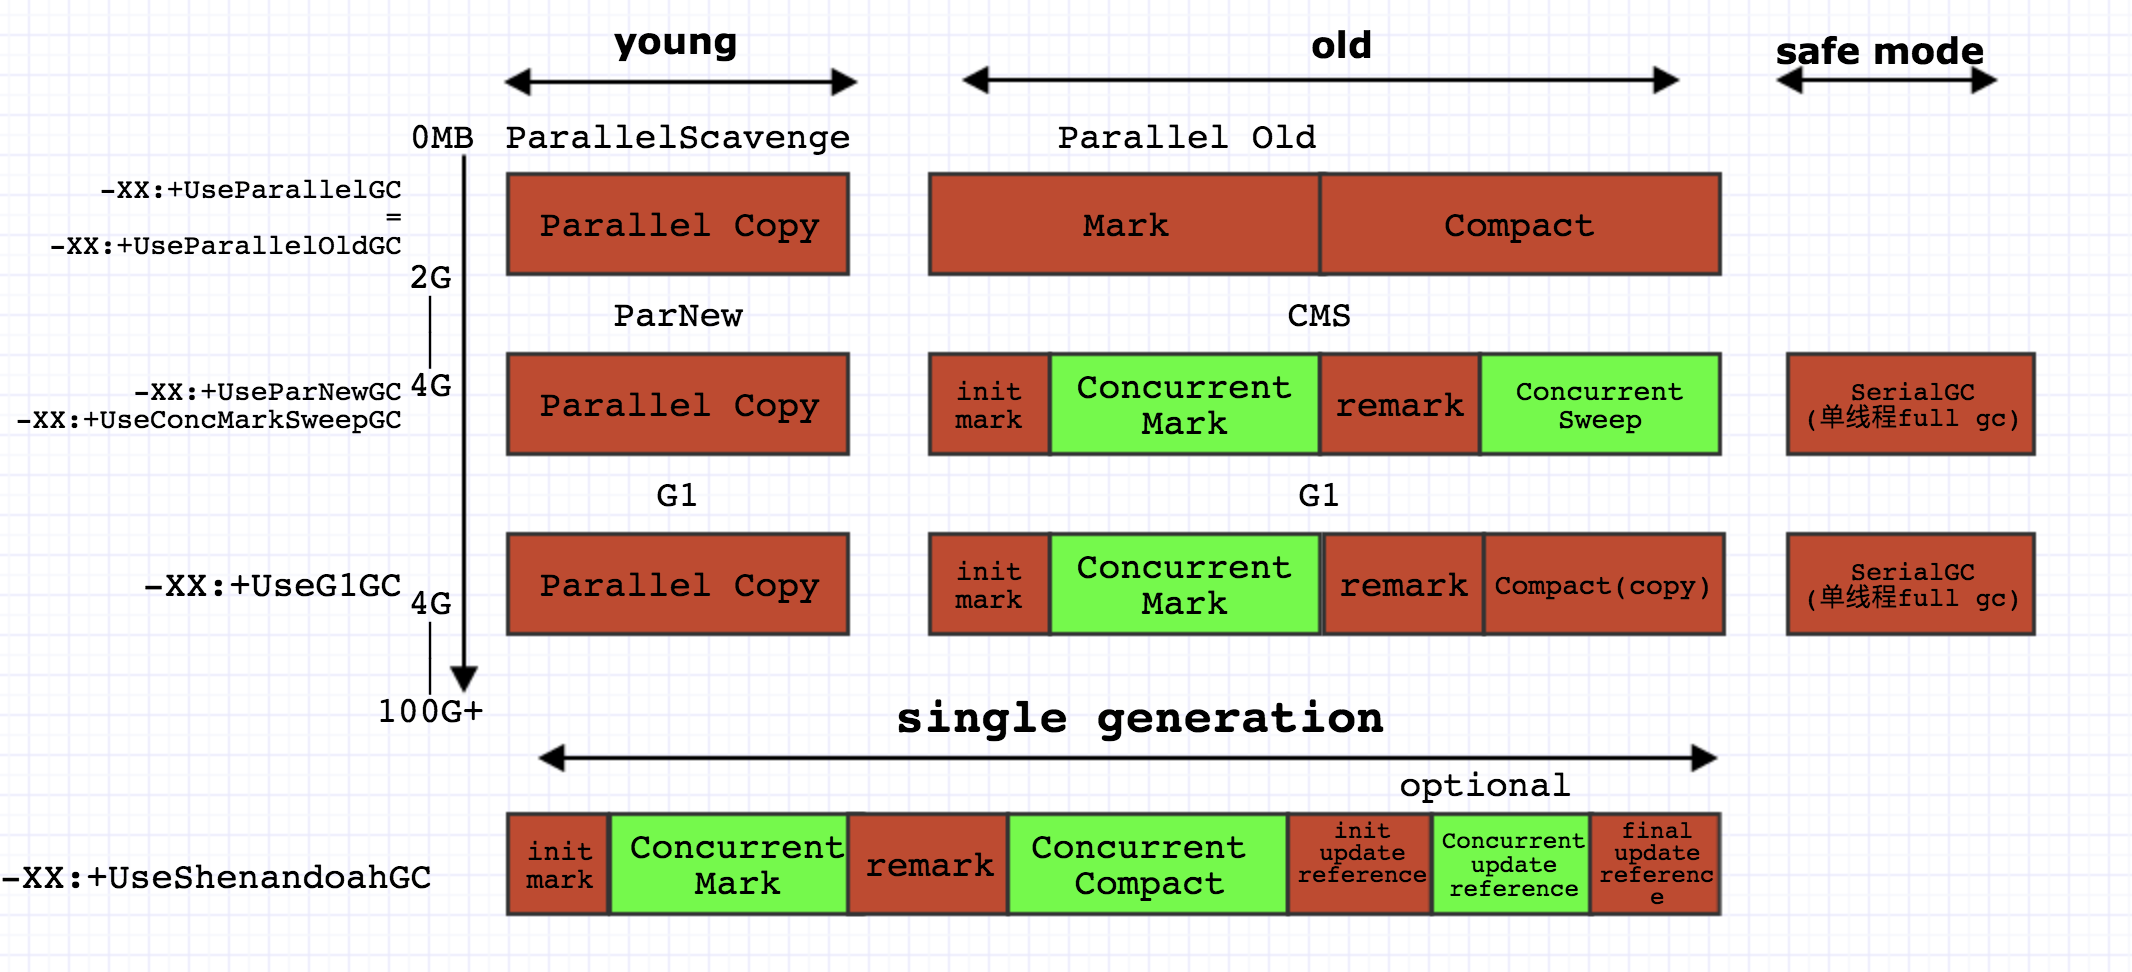 young
old
safe mode
0MB
ParallelScavenge
Parallel Old
-XX:+UseParallelGC
=
-XX:+UseParallelOldGC
Parallel Copy
Mark
Compact
2G
ParNew
CMS
4G
-XX:+UseParNewGC
-XX:+UseConcMarkSweepGC
Parallel Copy
init
mark
Concurrent
Mark
remark
Concurrent
Sweep
SerialGC
(单线程full gc)
G1
G1
-XX:+UseG1GC
4G
Parallel Copy
init
mark
Concurrent
Mark
remark
Compact(copy)
SerialGC
(单线程full gc)
100G+
single generation
optional
-XX:+UseShenandoahGC
init
mark
Concurrent
Mark
remark
Concurrent
Compact
init
update
reference
Concurrent
update
reference
final
update
referenc
e